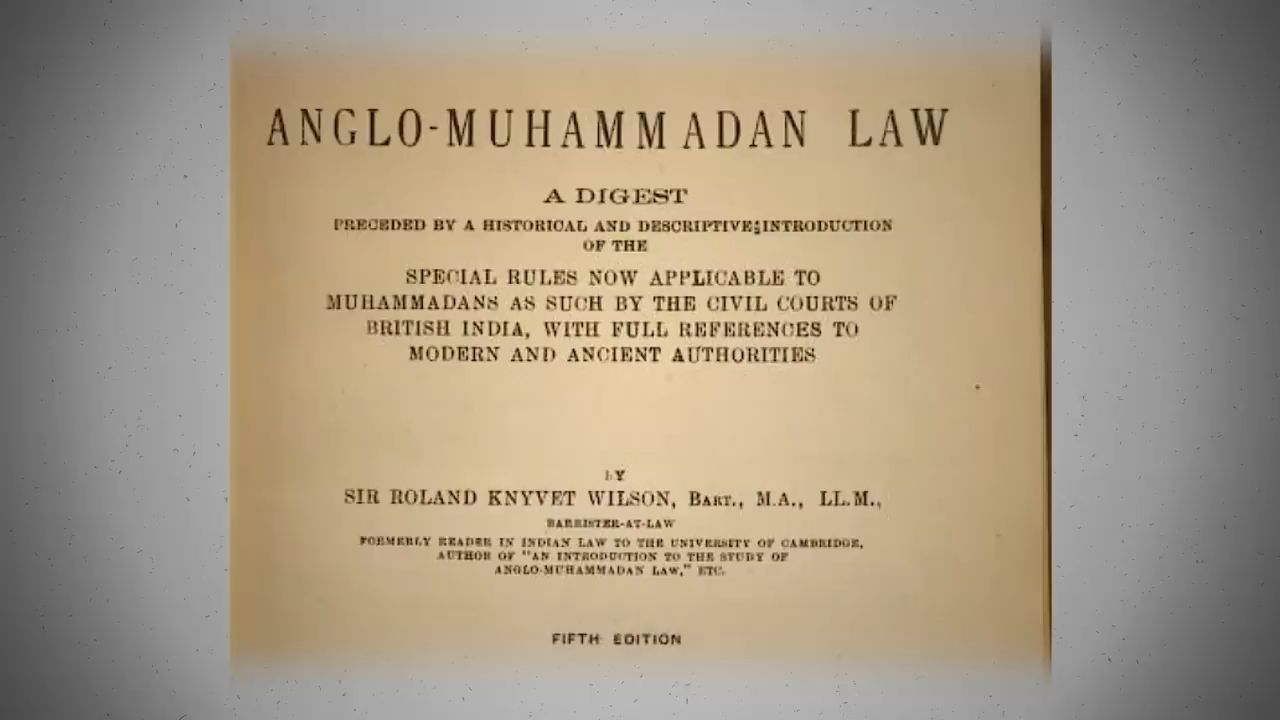 ANGLO-MUHAMMADAN LAW
A DIGEST
PRECEDED BY A HISTORICAL AND DESCRIPTIVE INTRODUCTION
OF THE
SPECIAL RULES NOW APPLICABLE TO
MUHAMMADANS AS SUCH BY THE CIVIL COURTS OF
BRITISH INDIA, WITH FULL REFERENCES TO
MODERN AND ANCIENT AUTHORITIES
BY
SIR ROLAND KNYVET WILSON, BART., M.A., LL.M.,
BARRISTER-AT-LAW
FORMERLY READER IN INDIAN LAW TO THE UNIVERSITY OF CAMBRIDGE,
AUTHOR OF "AN INTRODUCTION TO THE STUDY OF
ANGLO-MUHAMMADAN LAW," ETC.
FIFTH EDITION